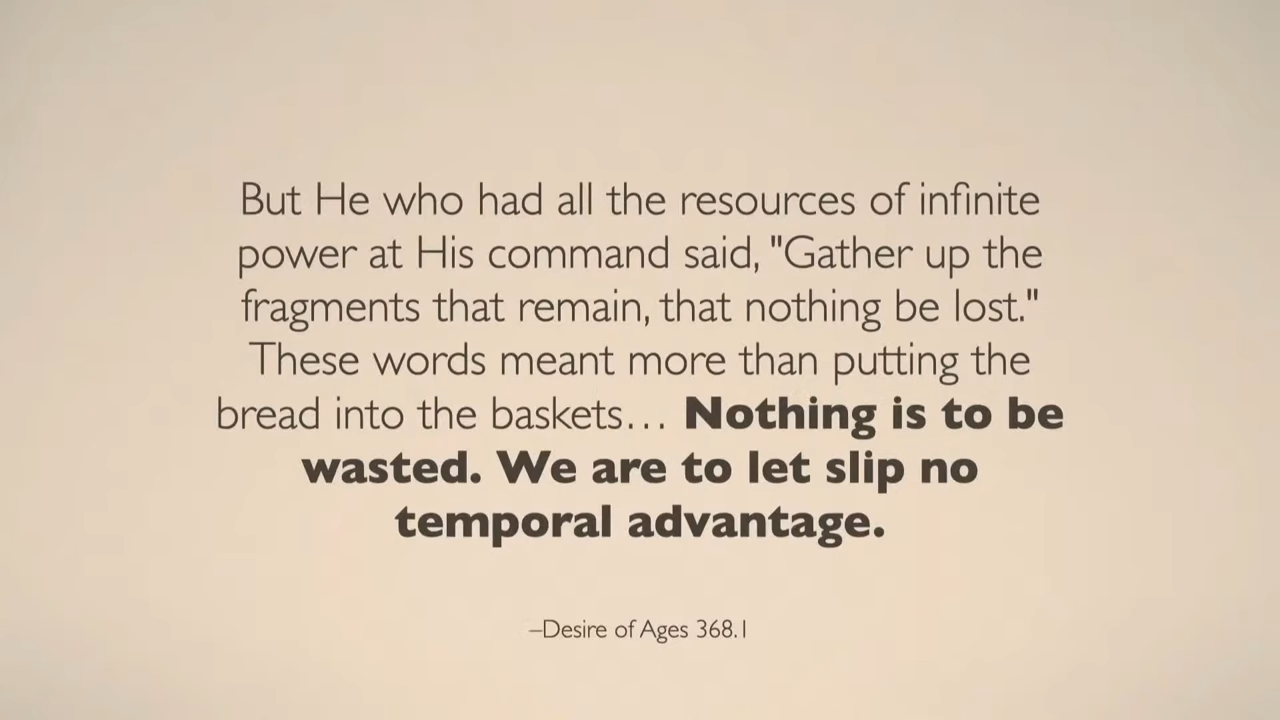 But He who had all the resources of infinite
power at His command said, "Gather up the
fragments that remain, that nothing be lost."
These words meant more than putting the
bread into the baskets… Nothing is to be
wasted. We are to let slip no
temporal advantage.
–Desire of Ages 368.1